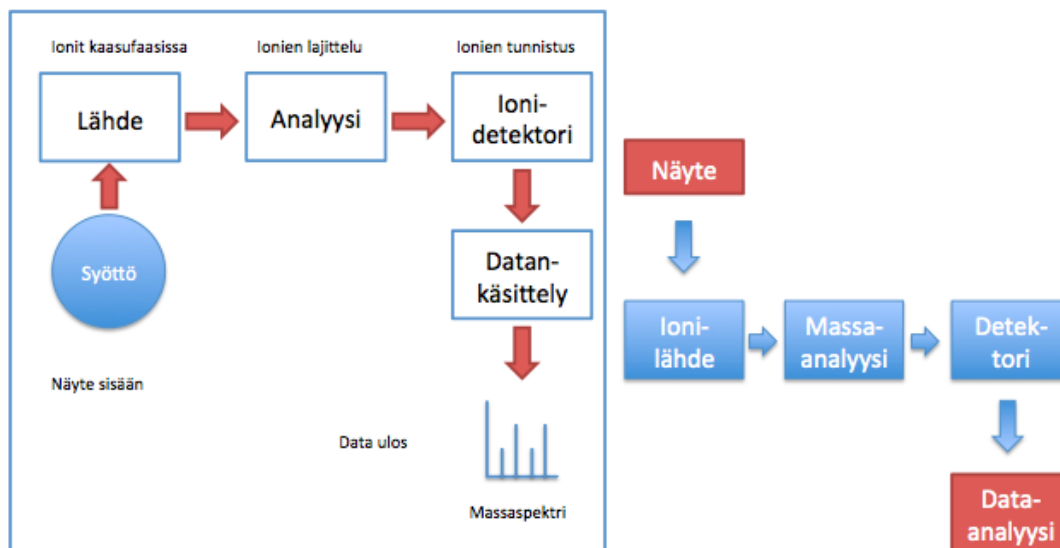 Ionit kaasufaasissa
Ionien lajittelu
Ionien tunnistus
Lähde
Analyysi
Ioni-
detektori
Syöttö
Datan-
käsittely
Näyte sisään
Data ulos
Massaspektri
Näyte
Ioni-
lähde
Massa-
analyysi
Detek-
tori
Data-
analyysi